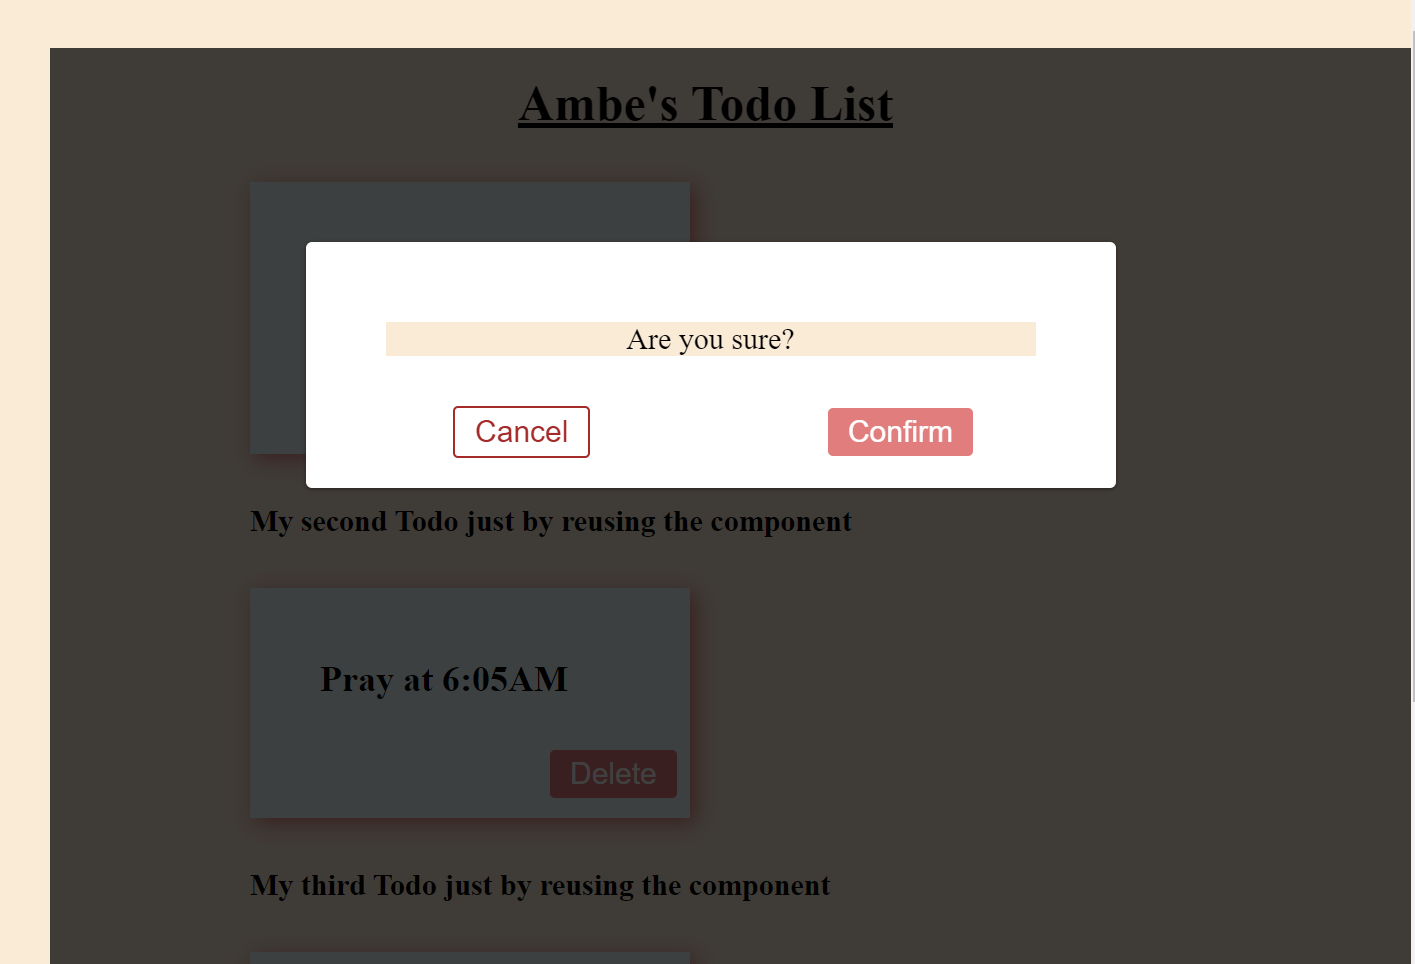 Ambe's Todo List
Are you sure?
Cancel Confirm
My second Todo just by reusing the component
Pray at 6:05AM
Delete
My third Todo just by reusing the component